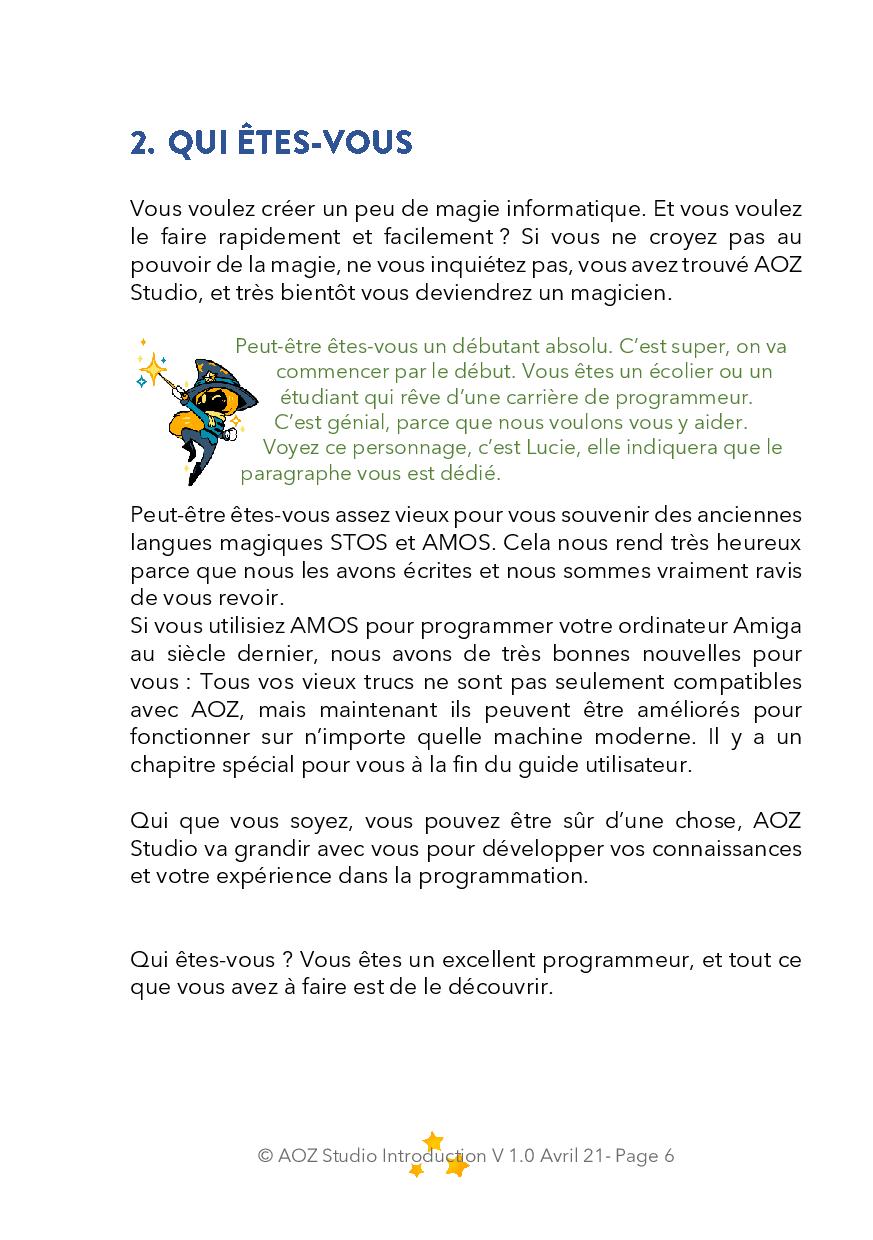 2. QUI ÊTES-VOUS
Vous voulez créer un peu de magie informatique. Et vous voulez
le faire rapidement et facilement ? Si vous ne croyez pas au
pouvoir de la magie, ne vous inquiétez pas, vous avez trouvé AOZ
Studio, et très bientôt vous deviendrez un magicien.
Peut-être êtes-vous un débutant absolu. C’est super, on va
commencer par le début. Vous êtes un écolier ou un
étudiant qui rêve d’une carrière de programmeur.
C’est génial, parce que nous voulons vous y aider.
Voyez ce personnage, c’est Lucie, elle indiquera que le
paragraphe vous est dédié.
Peut-être êtes-vous assez vieux pour vous souvenir des anciennes
langues magiques STOS et AMOS. Cela nous rend très heureux
parce que nous les avons écrites et nous sommes vraiment ravis
de vous revoir.
Si vous utilisiez AMOS pour programmer votre ordinateur Amiga
au siècle dernier, nous avons de très bonnes nouvelles pour
vous : Tous vos vieux trucs ne sont pas seulement compatibles
avec AOZ, mais maintenant ils peuvent être améliorés pour
fonctionner sur n’importe quelle machine moderne. Il y a un
chapitre spécial pour vous à la fin du guide utilisateur.
Qui que vous soyez, vous pouvez être sûr d’une chose, AOZ
Studio va grandir avec vous pour développer vos connaissances
et votre expérience dans la programmation.
Qui êtes-vous ? Vous êtes un excellent programmeur, et tout ce
que vous avez à faire est de le découvrir.
© AOZ Studio Introduction V 1.0 Avril 21- Page 6